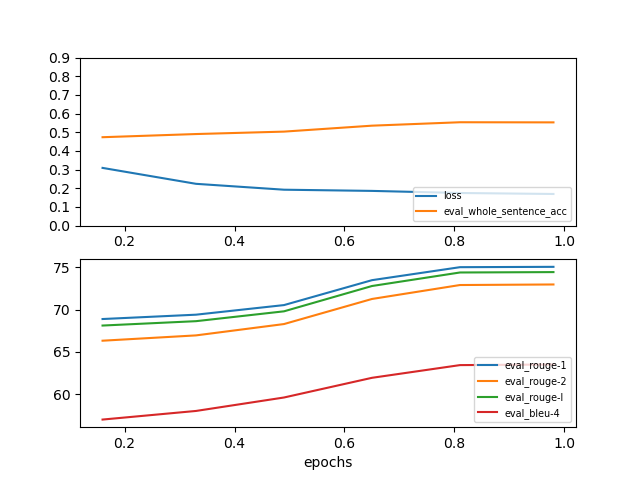 0.9
0.8
0.7
0.6
0.5
0.4
0.3
0.2
0.1
0.0
loss
eval_whole_sentence_acc
0.2 0.4 0.6 0.8 1.0
75
70
65
60
eval_rouge-1
eval_rouge-2
eval_rouge-l
eval_bleu-4
0.2 0.4 0.6 0.8 1.0
epochs